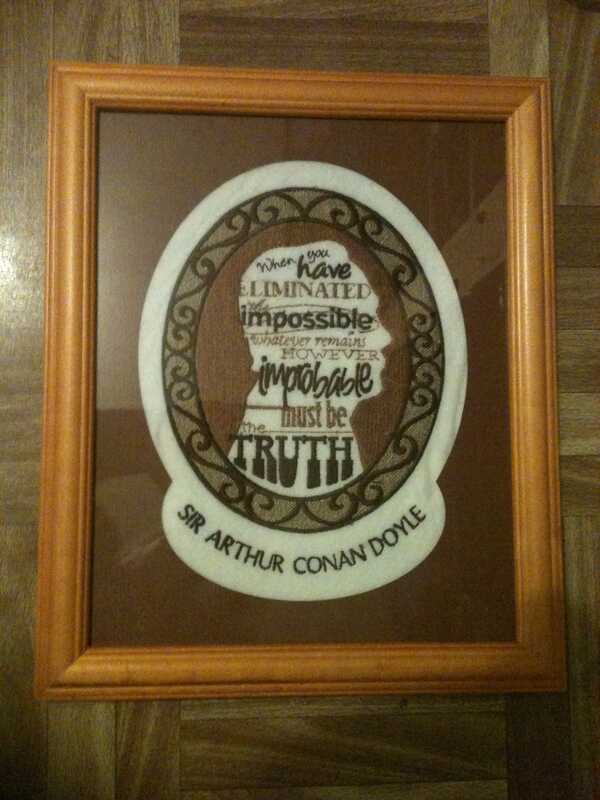 When you
have
ELIMINATED
the
impossible
whatever remains
HOWEVER
improbable
must be
the
TRUTH
SIR ARTHUR CONAN DOYLE